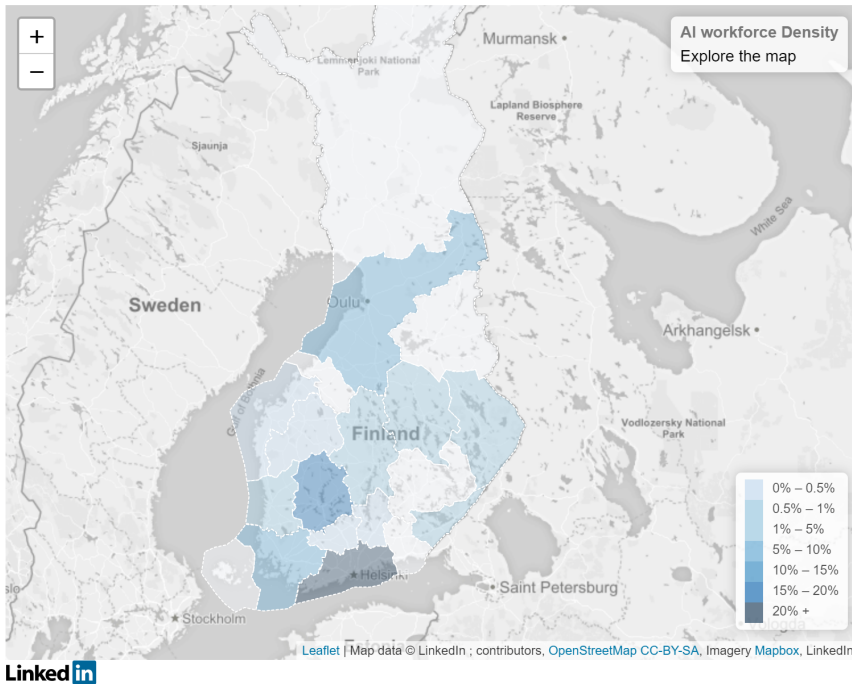 +
−
AI workforce Density
Explore the map
Murmansk
Lemmenjoki National
Park
Lapland Biosphere
Reserve
Sjaunja
White Sea
Oulu
Sweden
Arkhangelsk
Gulf of Bothnia
Vodlozersky National
Park
Finland
0% – 0.5%
0.5% – 1%
1% – 5%
5% – 10%
10% – 15%
15% – 20%
20% +
Helsinki
Saint Petersburg
Stockholm
Vologda
Leaflet | Map data © LinkedIn ; contributors, OpenStreetMap CC-BY-SA, Imagery Mapbox, LinkedIn
Linked in